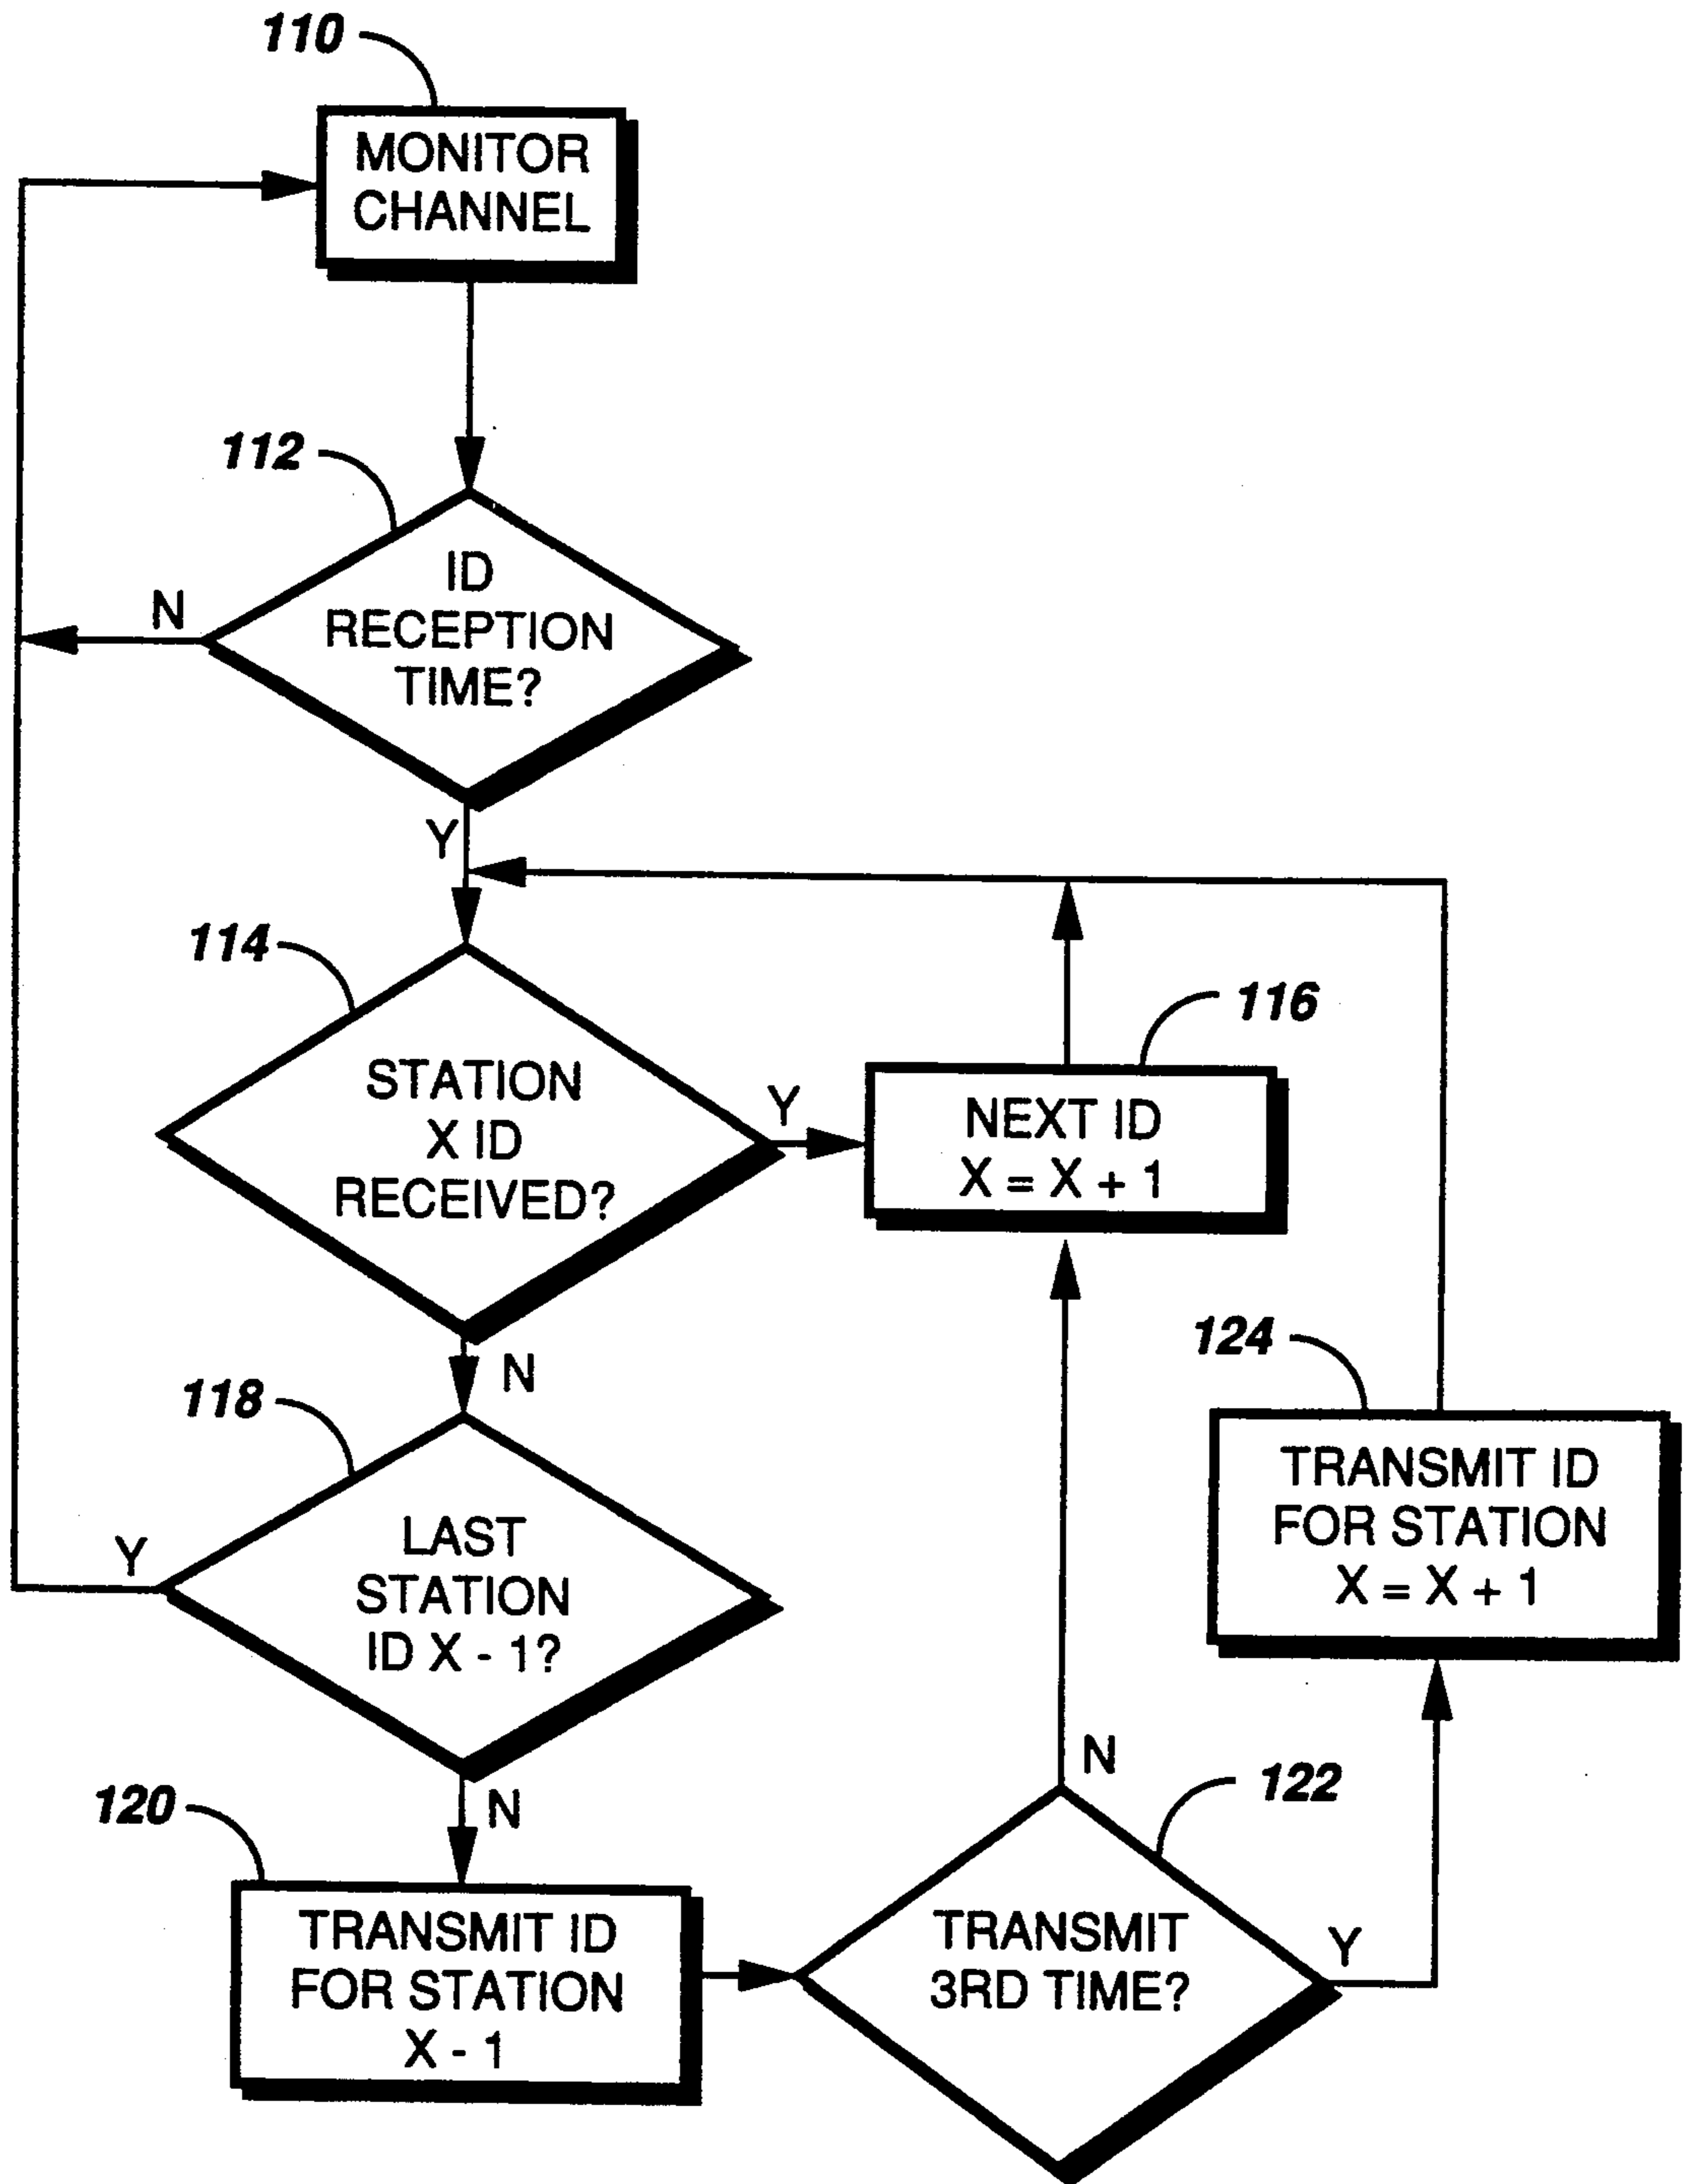 110
MONITOR
CHANNEL
112
ID
RECEPTION
TIME?
N
Y
114
STATION
X ID
RECEIVED?
Y
116
NEXT ID
X = X + 1
N
118
LAST
STATION
ID X - 1?
Y
N
124
TRANSMIT ID
FOR STATION
X = X + 1
120
TRANSMIT ID
FOR STATION
X - 1
N
122
TRANSMIT
3RD TIME?
Y